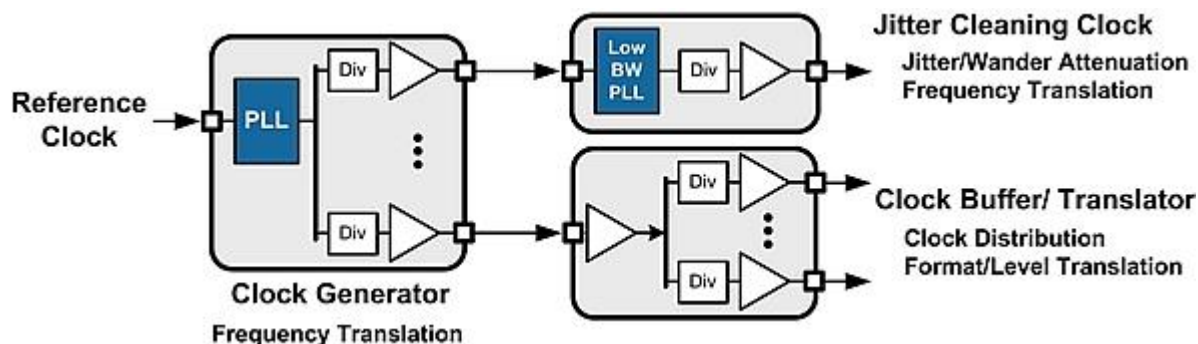 Reference
Clock
PLL
Div
Div
Clock Generator
Frequency Translation
Low
BW
PLL
Div
Jitter Cleaning Clock
Jitter/Wander Attenuation
Frequency Translation
Div
Div
Clock Buffer/ Translator
Clock Distribution
Format/Level Translation